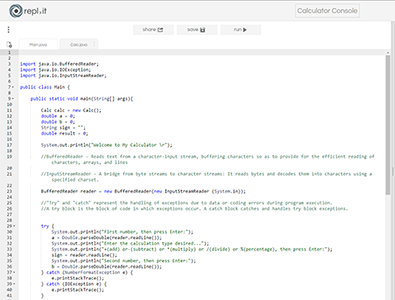 repl.it
Calculator Console
share
save
run
Main.java
Calc.java
1
2
3 import java.io.BufferedReader;
4 import java.io.IOException;
5 import java.io.InputStreamReader;
6
7 public class Main {
8
9 public static void main(String[] args){
10
11 Calc calc = new Calc();
12 double a = 0;
13 double b = 0;
14 String sign = "";
15 double result = 0;
16
17 System.out.println("Welcome to My Calculator \r");
18
19 //BufferedReader - Reads text from a character-input stream, buffering characters so as to provide for the efficient reading of
characters, arrays, and lines
20
21 //InputStreamReader - A bridge from byte streams to character streams: It reads bytes and decodes them into characters using a
specified charset.
22
23 BufferedReader reader = new BufferedReader(new InputStreamReader (System.in));
24
25 //"Try" and "catch" represent the handling of exceptions due to data or coding errors during program execution.
26 //A try block is the block of code in which exceptions occur. A catch block catches and handles try block exceptions.
27
28
29 try {
30 System.out.println("First number, then press Enter:");
31 a = Double.parseDouble(reader.readLine());
32 System.out.println("Enter the calculation type desired...");
33 System.out.println("+(add) or-(subtract) or *(multiply) or /(divide) or %(percentage), then press Enter:");
34 sign = reader.readLine();
35 System.out.println("Second number, then press Enter:");
36 b = Double.parseDouble(reader.readLine());
37 } catch (NumberFormatException e) {
38 e.printStackTrace();
39 } catch (IOException e) {
40 e.printStackTrace();
41 }